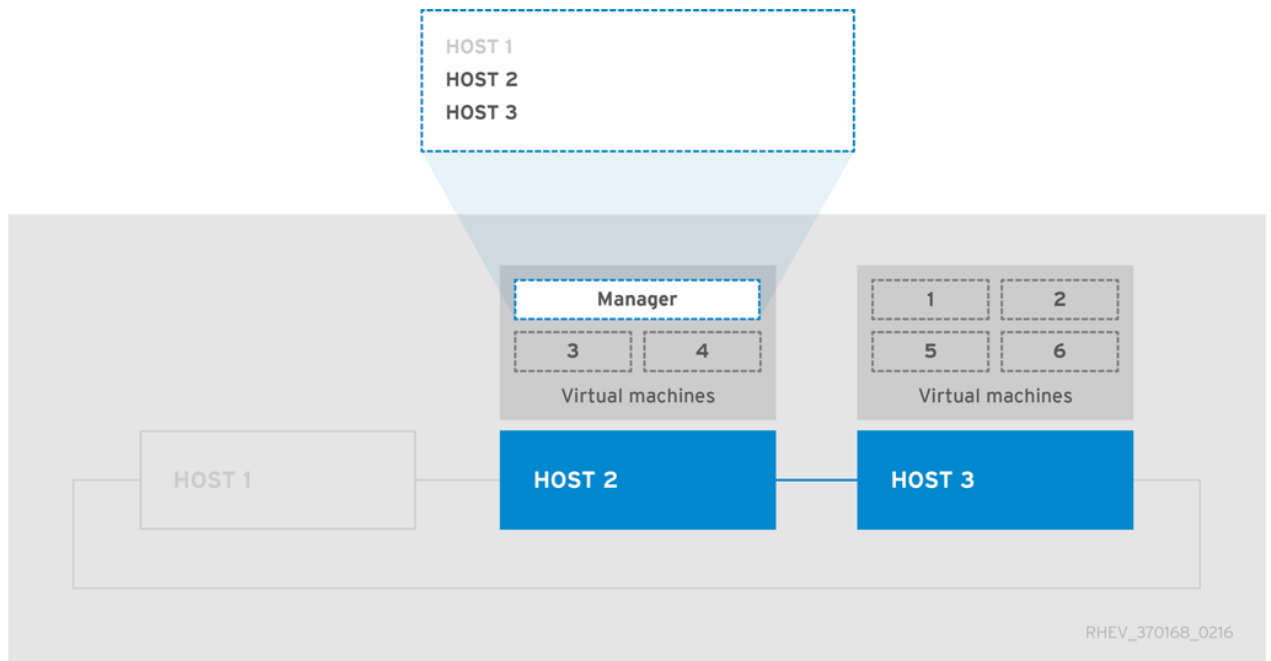 HOST 1
HOST 2
HOST 3
Manager
3 4
Virtual machines
1 2
5 6
Virtual machines
HOST 1
HOST 2
HOST 3
RHEV_370168_0216